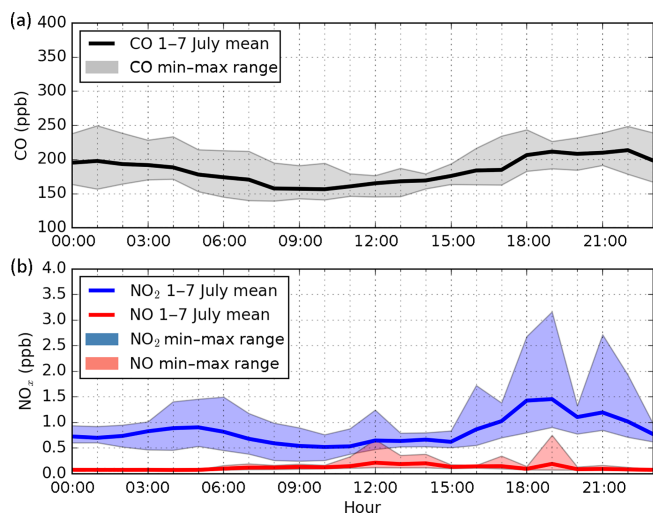 (a)
400
350
300
250
200
150
100
CO (ppb)
CO 1–7 July mean
CO min–max range
00:00 03:00 06:00 09:00 12:00 15:00 18:00 21:00
(b)
4.0
3.5
3.0
2.5
2.0
1.5
1.0
0.5
0.0
NOₓ (ppb)
NO₂ 1–7 July mean
NO 1–7 July mean
NO₂ min–max range
NO min–max range
00:00 03:00 06:00 09:00 12:00 15:00 18:00 21:00
Hour